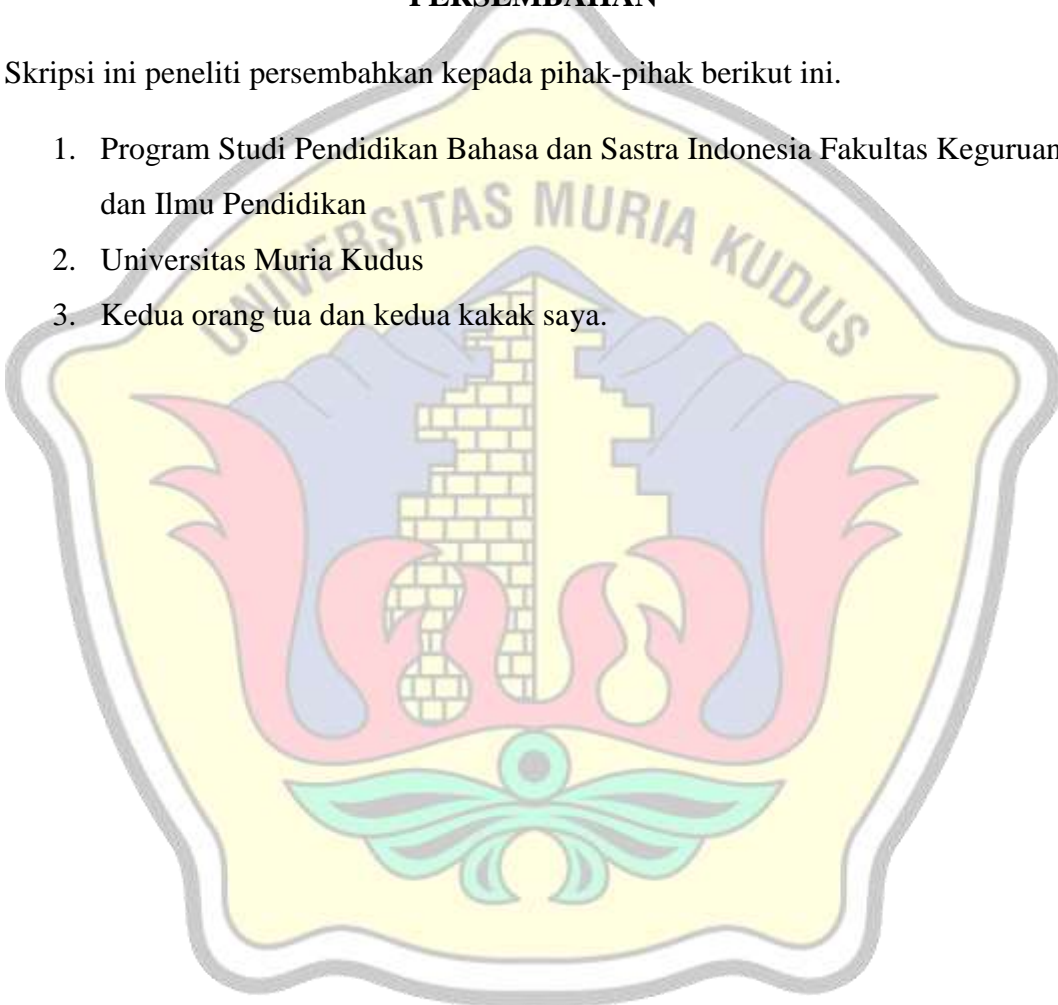 PERSEMBAHAN
Skripsi ini peneliti persembahkan kepada pihak-pihak berikut ini.
1. Program Studi Pendidikan Bahasa dan Sastra Indonesia Fakultas Keguruan
dan Ilmu Pendidikan
2. Universitas Muria Kudus
3. Kedua orang tua dan kedua kakak saya.
UNIVERSITAS MURIA KUDUS